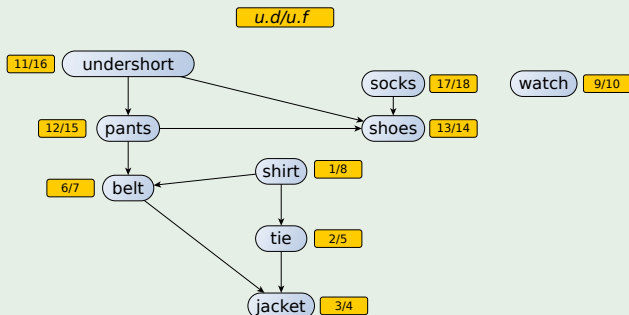 u.d/u.f
11/16 undershort
socks 17/18 watch 9/10
12/15 pants shoes 13/14
shirt 1/8
6/7 belt
tie 2/5
jacket 3/4